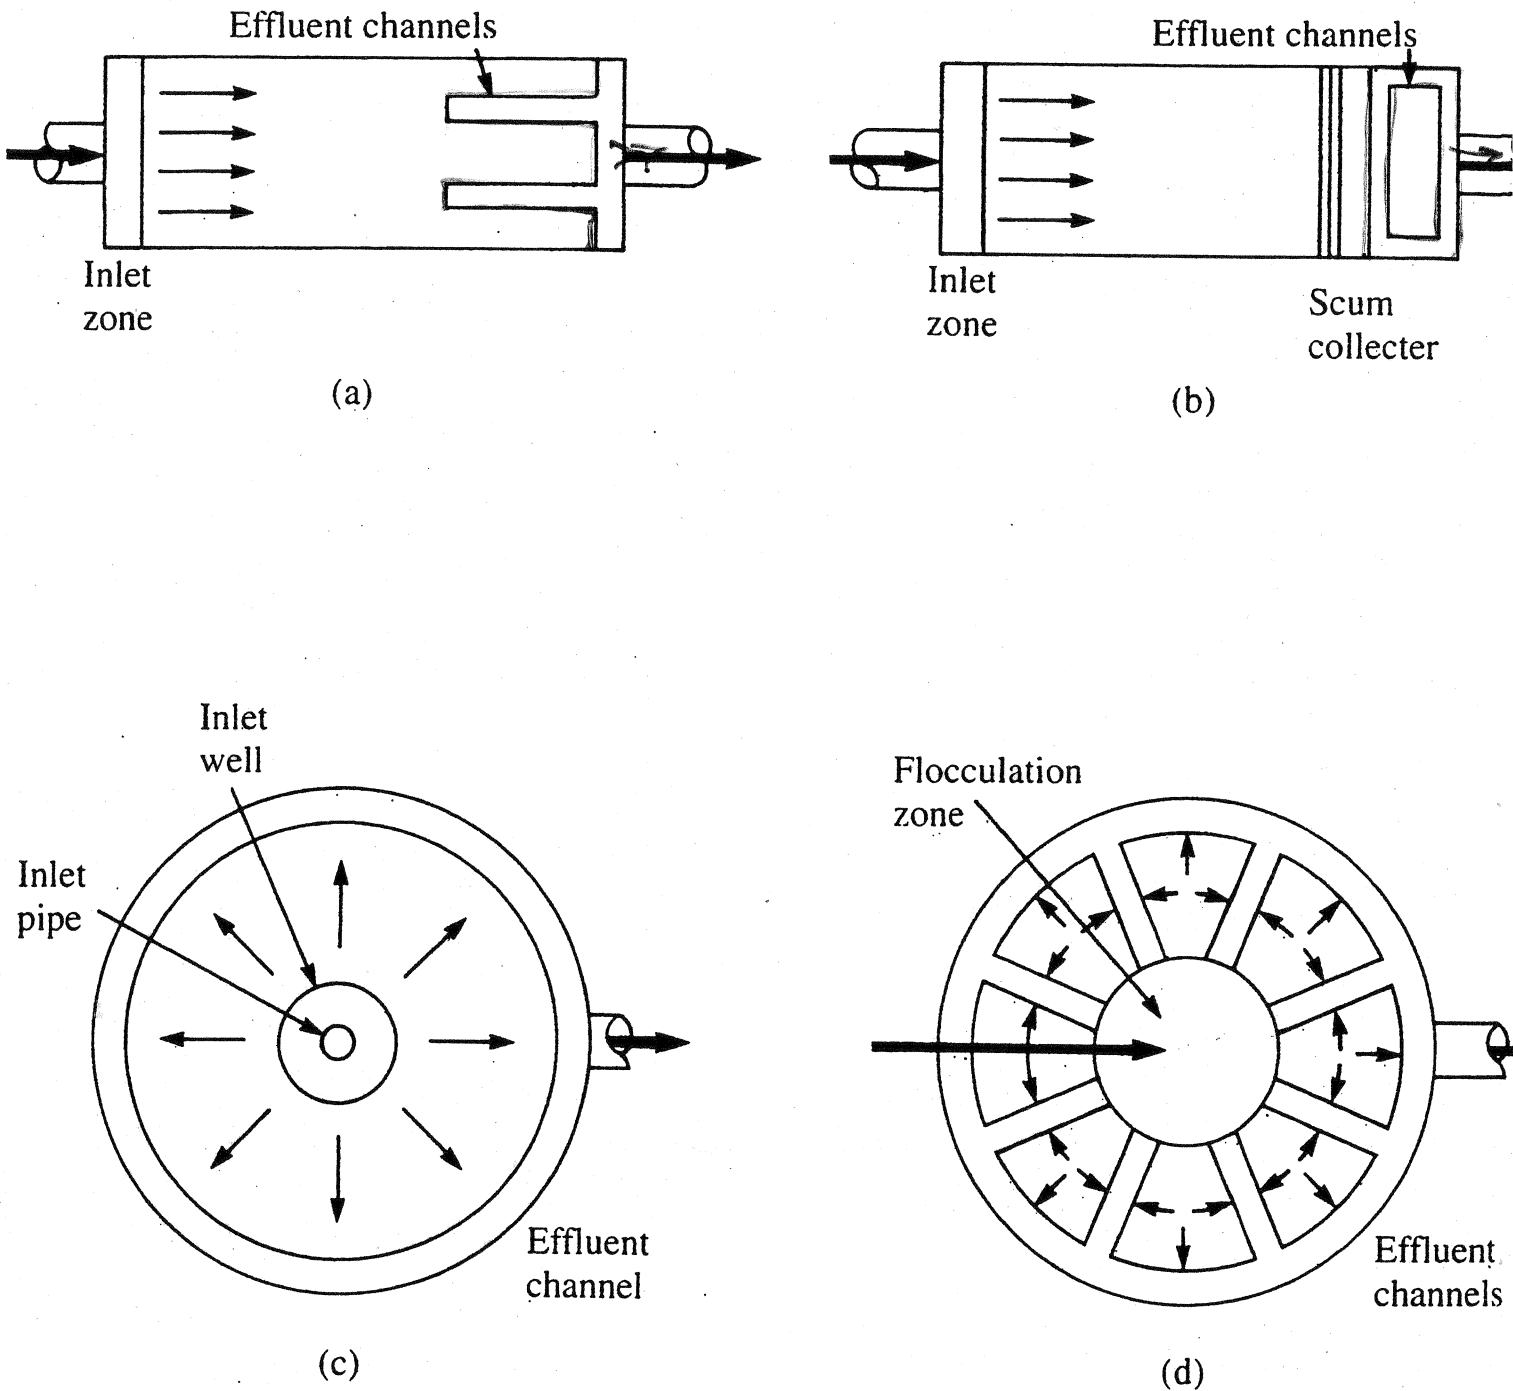 Effluent channels
Inlet
zone
(a)
Effluent channels
Inlet
zone
Scum
collecter
(b)
Inlet
well
Inlet
pipe
Effluent
channel
(c)
Flocculation
zone
Effluent
channels
(d)